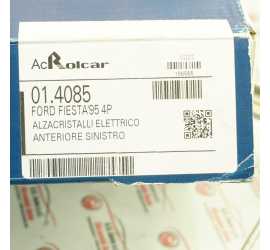 AcRolcar
01.4085
FORD FIESTA'95 4P
ALZACRISTALLI ELETTRICO
ANTERIORE SINISTRO